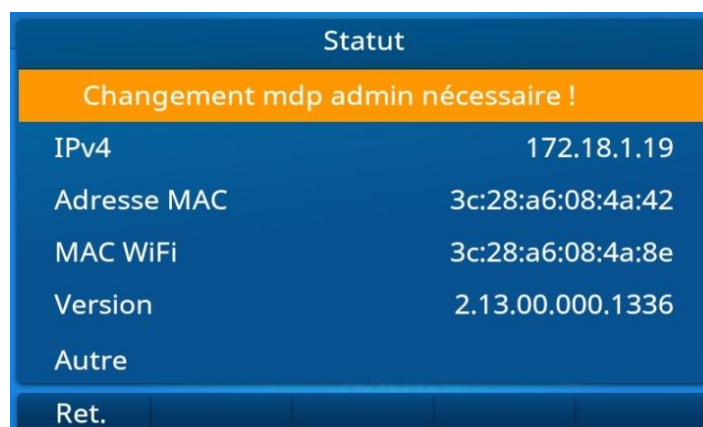 Statut
Changement mdp admin nécessaire !
IPv4 172.18.1.19
Adresse MAC 3c:28:a6:08:4a:42
MAC WiFi 3c:28:a6:08:4a:8e
Version 2.13.00.000.1336
Autre
Ret.